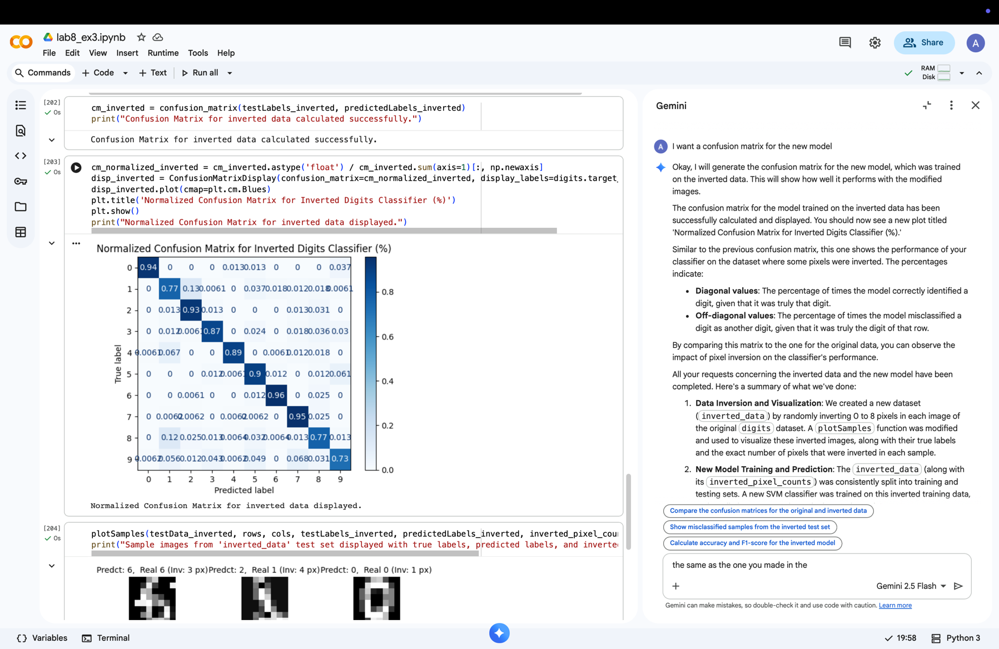 lab8_ex3.ipynb
File Edit View Insert Runtime Tools Help
Share
A
Commands + Code + Text Run all
RAM
Disk
[202]
0s
cm_inverted = confusion_matrix(testLabels_inverted, predictedLabels_inverted)
print("Confusion Matrix for inverted data calculated successfully.")
Confusion Matrix for inverted data calculated successfully.
[203]
0s
cm_normalized_inverted = cm_inverted.astype('float') / cm_inverted.sum(axis=1)[:, np.newaxis]
disp_inverted = ConfusionMatrixDisplay(confusion_matrix=cm_normalized_inverted, display_labels=digits.target_
disp_inverted.plot(cmap=plt.cm.Blues)
plt.title('Normalized Confusion Matrix for Inverted Digits Classifier (%)')
plt.show()
print("Normalized Confusion Matrix for inverted data displayed.")
Normalized Confusion Matrix for Inverted Digits Classifier (%)
0 0.94 0 0 0 0.013 0.013 0 0 0 0.037
1 0 0.77 0.13 0.0061 0 0.037 0.018 0.012 0.018 0.0061
2 0 0.013 0.93 0.013 0 0 0 0.013 0.031 0
3 0 0.012 0.0061 0.87 0 0.024 0 0.018 0.036 0.03
4 0.0061 0.067 0 0 0.89 0 0.0061 0.012 0.018 0
5 0 0 0 0.012 0.0061 0.9 0.012 0 0.012 0.061
6 0 0 0.0061 0 0 0.012 0.96 0 0.025 0
7 0 0.0062 0.0062 0 0.0062 0.0062 0 0.95 0.025 0
8 0 0.12 0.025 0.013 0.0064 0.032 0.0064 0.013 0.77 0.013
9 0.0062 0.056 0.012 0.043 0.0062 0.049 0 0.068 0.031 0.73
0 1 2 3 4 5 6 7 8 9
Predicted label
True label
0.8
0.6
0.4
0.2
0.0
Normalized Confusion Matrix for inverted data displayed.
[204]
0s
plotSamples(testData_inverted, rows, cols, testLabels_inverted, predictedLabels_inverted, inverted_pixel_cou
print("Sample images from 'inverted_data' test set displayed with true labels, predicted labels, and inverte
Predct: 6, Real 6 (Inv: 3 px) Predct: 2, Real 1 (Inv: 4 px) Predct: 0, Real 0 (Inv: 1 px)
Gemini
A I want a confusion matrix for the new model
Okay, I will generate the confusion matrix for the new model, which was trained
on the inverted data. This will show how well it performs with the modified
images.
The confusion matrix for the model trained on the inverted data has been
successfully calculated and displayed. You should now see a new plot titled
'Normalized Confusion Matrix for Inverted Digits Classifier (%).'
Similar to the previous confusion matrix, this one shows the performance of your
classifier on the dataset where some pixels were inverted. The percentages
indicate:
• Diagonal values: The percentage of times the model correctly identified a
digit, given that it was truly that digit.
• Off-diagonal values: The percentage of times the model misclassified a
digit as another digit, given that it was truly the digit of that row.
By comparing this matrix to the one for the original data, you can observe the
impact of pixel inversion on the classifier's performance.
All your requests concerning the inverted data and the new model have been
completed. Here's a summary of what we've done:
1. Data Inversion and Visualization: We created a new dataset
(inverted_data) by randomly inverting 0 to 8 pixels in each image of
the original digits dataset. A plotSamples function was modified
and used to visualize these inverted images, along with their true labels
and the exact number of pixels that were inverted in each sample.
2. New Model Training and Prediction: The inverted_data (along with
its inverted_pixel_counts) was consistently split into training and
testing sets. A new SVM classifier was trained on this inverted training data,
Compare the confusion matrices for the original and inverted data
Show misclassified samples from the inverted test set
Calculate accuracy and F1-score for the inverted model
the same as the one you made in the
+ Gemini 2.5 Flash
Gemini can make mistakes, so double-check it and use code with caution. Learn more
{} Variables Terminal
19:58 Python 3